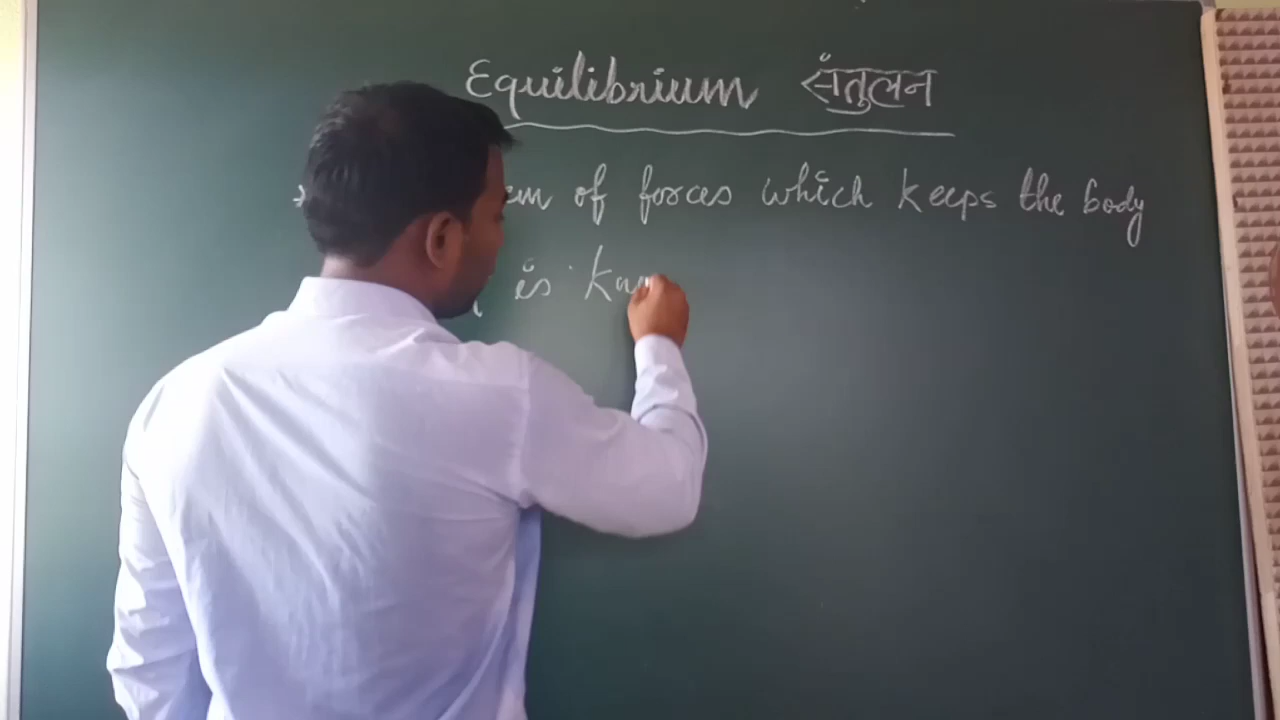 Equilibrium संतुलन
of forces which keeps the body
is